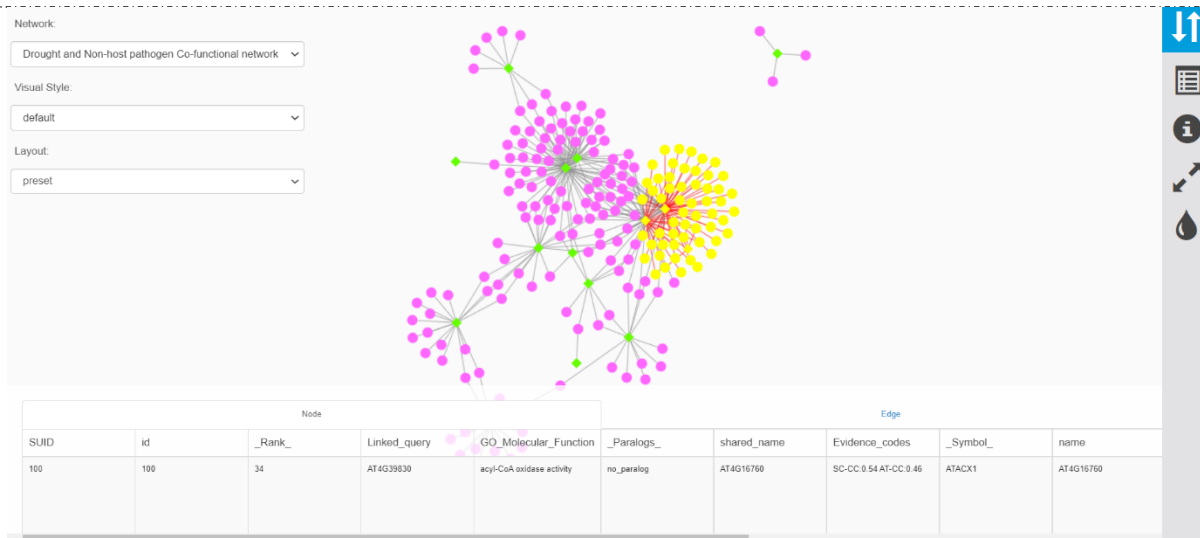 Network:
Drought and Non-host pathogen Co-functional network
Visual Style:
default
Layout:
preset
Node Edge
SUID id _Rank_ Linked_query GO_Molecular_Function _Paralogs_ shared_name Evidence_codes _Symbol_ name
100 100 34 AT4G39830 acyl-CoA oxidase activity no_paralog AT4G16760 SC-CC:0.54 AT-CC:0.46 ATACX1 AT4G16760